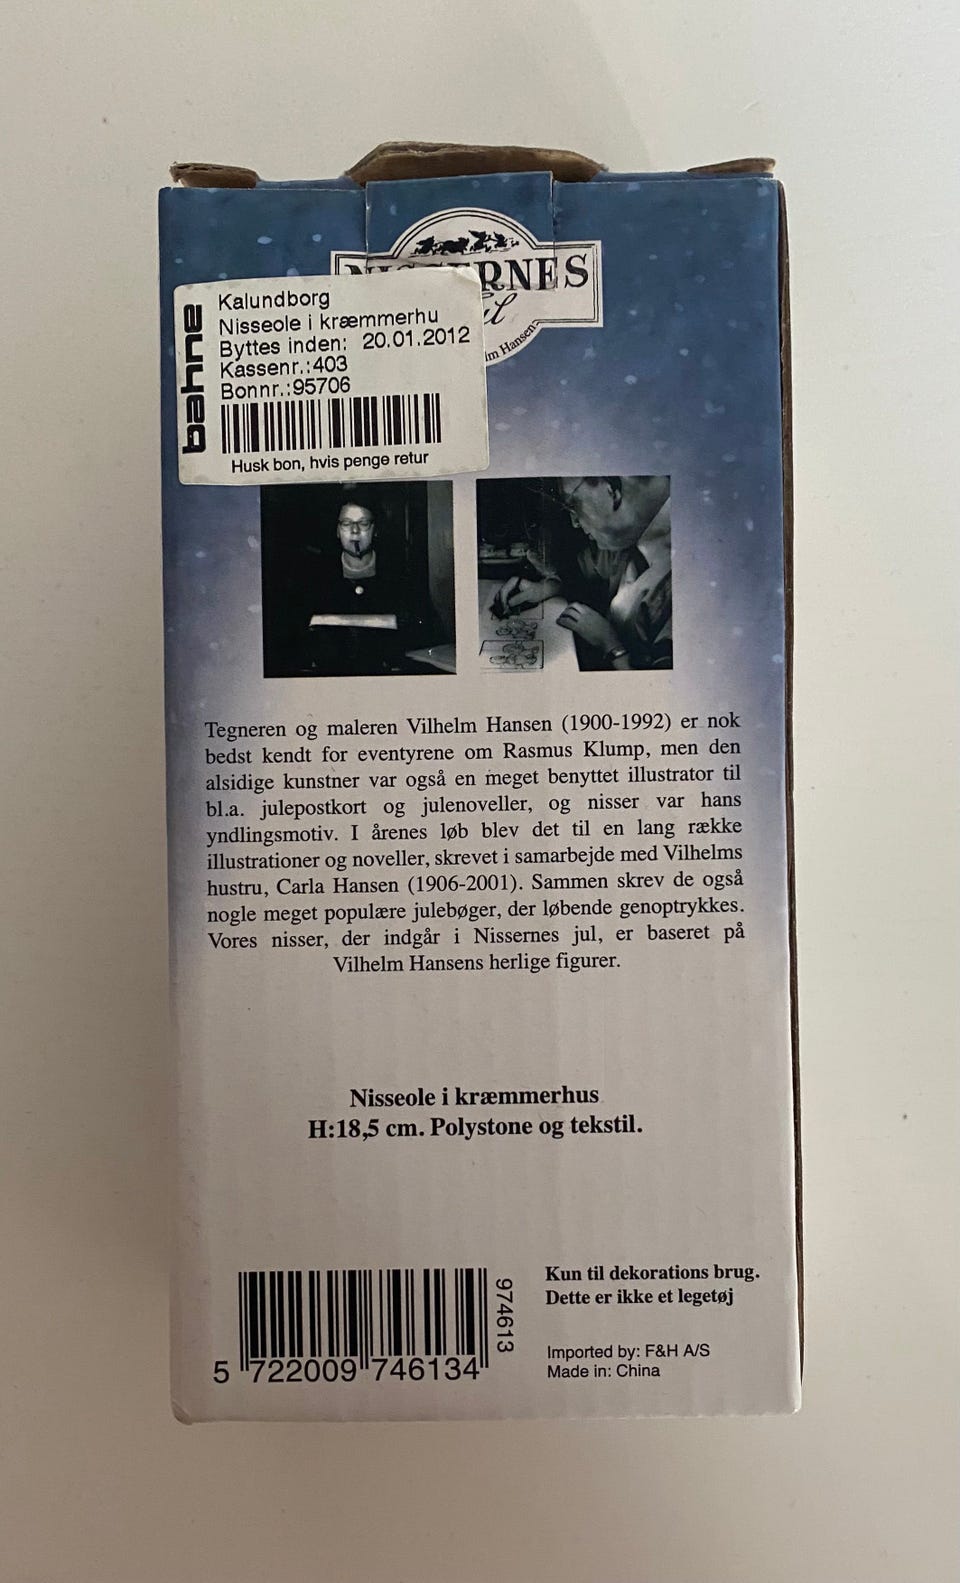 RNES
ul
lm Hansen
bahne
Kalundborg
Nisseole i kræmmerhu
Byttes inden: 20.01.2012
Kassenr.:403
Bonnr.:95706
Husk bon, hvis penge retur
Tegneren og maleren Vilhelm Hansen (1900-1992) er nok
bedst kendt for eventyrene om Rasmus Klump, men den
alsidige kunstner var også en meget benyttet illustrator til
bl.a. julepostkort og julenoveller, og nisser var hans
yndlingsmotiv. I årenes løb blev det til en lang række
illustrationer og noveller, skrevet i samarbejde med Vilhelms
hustru, Carla Hansen (1906-2001). Sammen skrev de også
nogle meget populære julebøger, der løbende genoptrykkes.
Vores nisser, der indgår i Nissernes jul, er baseret på
Vilhelm Hansens herlige figurer.
Nisseole i kræmmerhus
H:18,5 cm. Polystone og tekstil.
974613
5 722009 746134
Kun til dekorations brug.
Dette er ikke et legetøj
Imported by: F&H A/S
Made in: China